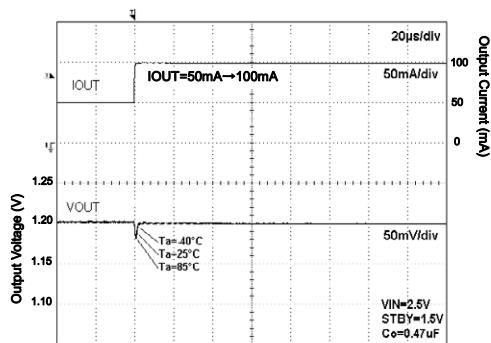 20μs/div
IOUT
IOUT=50mA→100mA
50mA/div
100
50
0
Output Current (mA)
1.25
1.20
1.15
1.10
Output Voltage (V)
VOUT
50mV/div
Ta=-40°C
Ta=25°C
Ta=85°C
VIN=2.5V
STBY=1.5V
Co=0.47uF